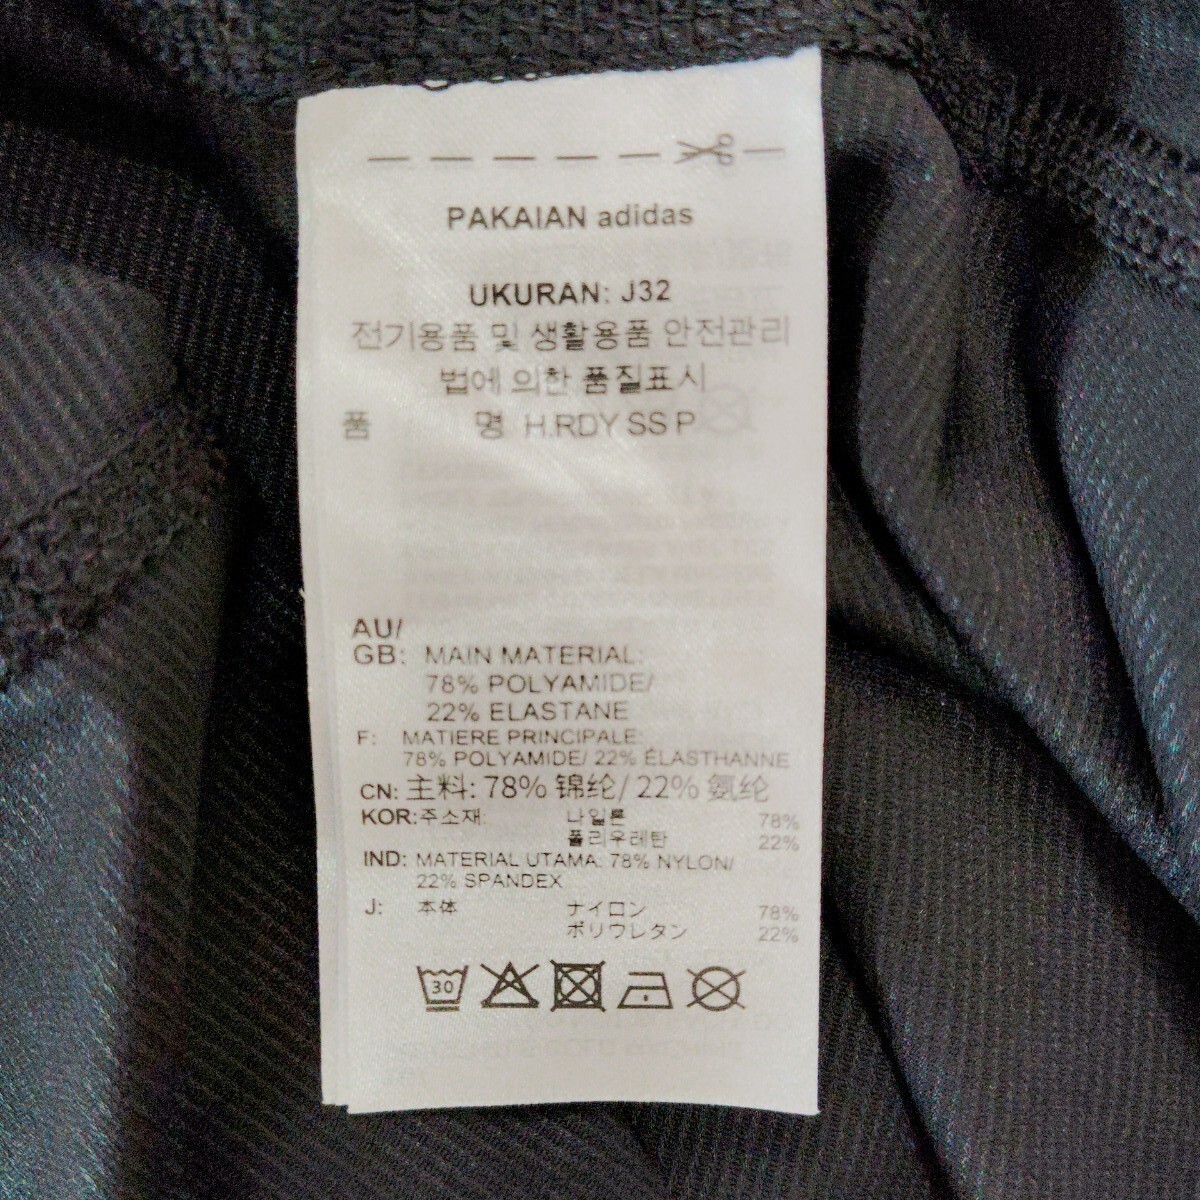 PAKAIAN adidas
UKURAN: J32
전기용품 및 생활용품 안전관리
법에 의한 품질표시
품 명 H.RDY SS P
AU/
GB: MAIN MATERIAL:
78% POLYAMIDE/
22% ELASTANE
F: MATIERE PRINCIPALE:
78% POLYAMIDE/ 22% ÉLASTHANNE
CN: 主料: 78% 锦纶/ 22% 氨纶
KOR: 주소재: 나일론 78%
폴리우레탄 22%
IND: MATERIAL UTAMA: 78% NYLON/
22% SPANDEX
J: 本体 ナイロン 78%
ポリウレタン 22%
30